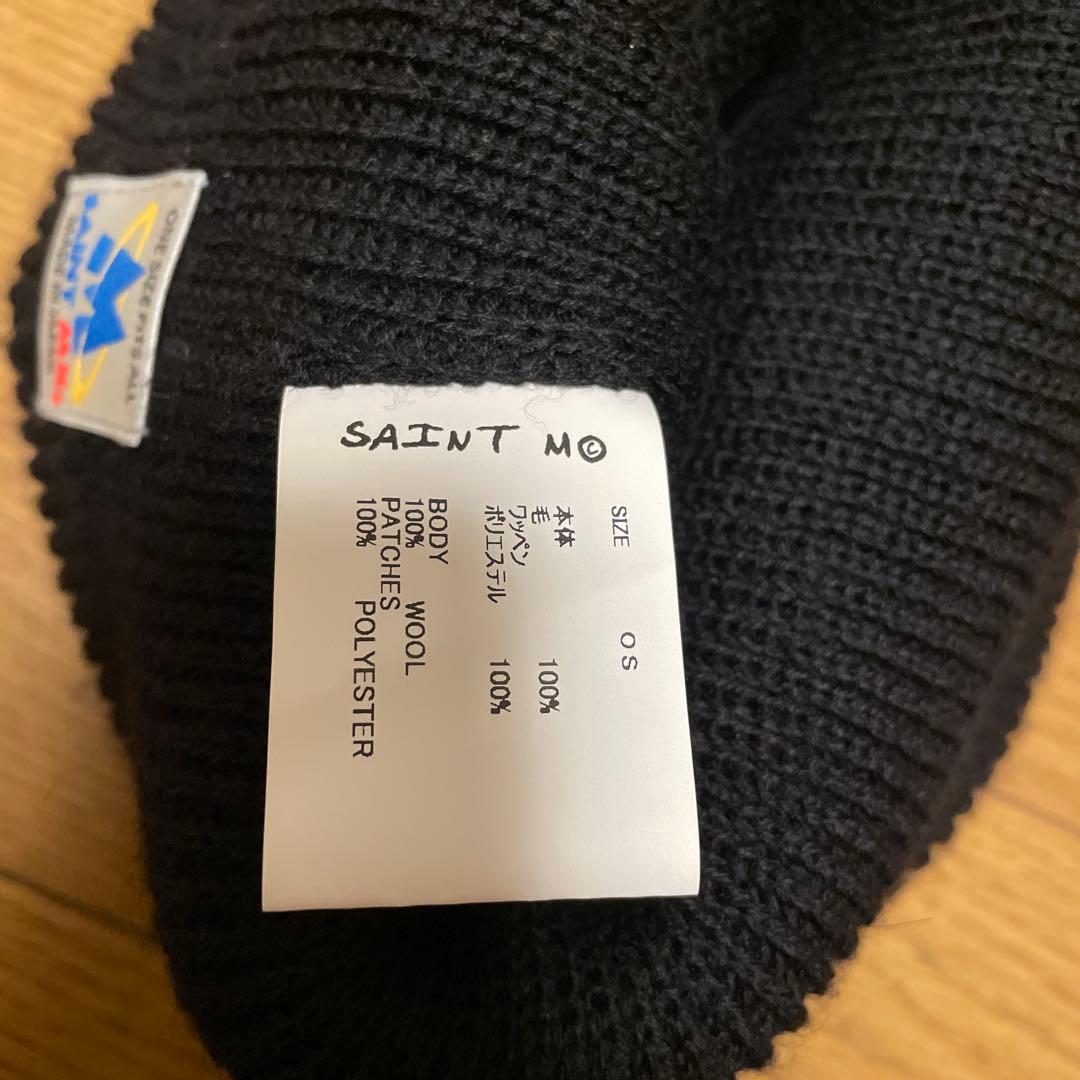 SAINT M©
SIZE OS
本体
毛 100%
ワッペン
ポリエステル 100%
BODY
100% WOOL
PATCHES
100% POLYESTER
ONE SIZE FITS ALL
SAINT